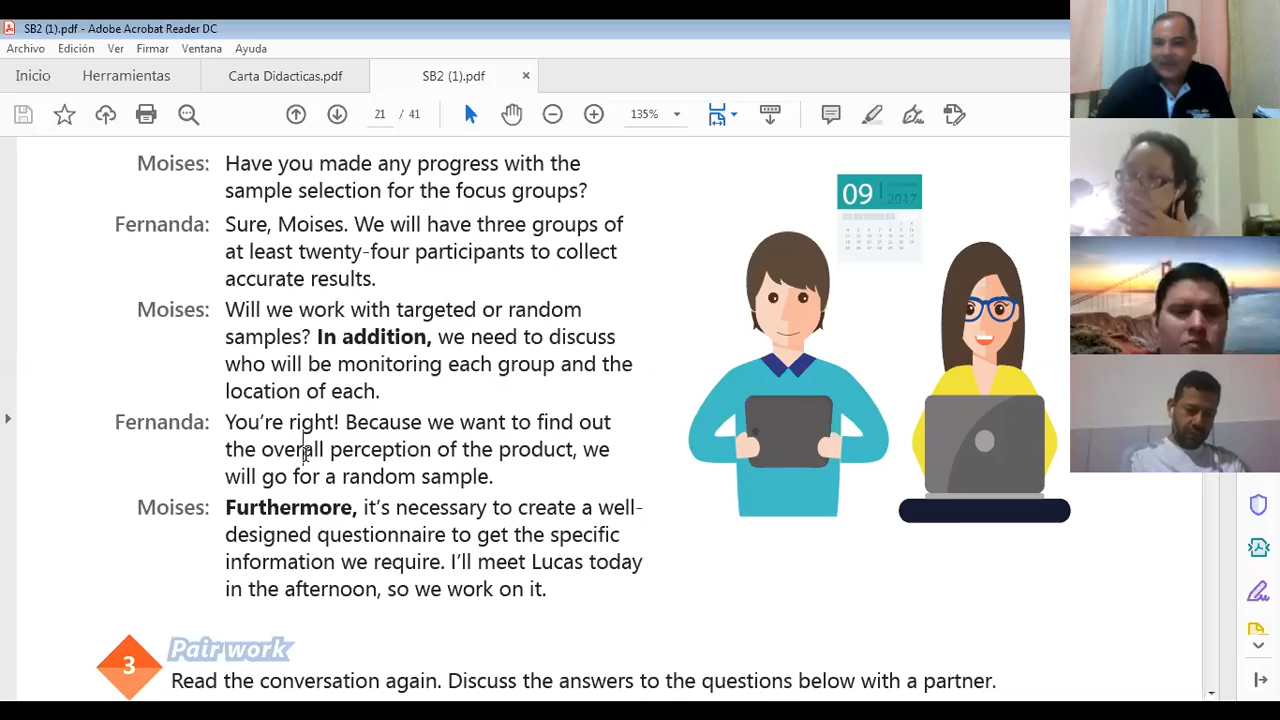 SB2 (1).pdf - Adobe Acrobat Reader DC
Archivo Edición Ver Firmar Ventana Ayuda
Inicio Herramientas Carta Didacticas.pdf SB2 (1).pdf ×
21 / 41 135%
Moises: Have you made any progress with the
sample selection for the focus groups?
Fernanda: Sure, Moises. We will have three groups of
at least twenty-four participants to collect
accurate results.
Moises: Will we work with targeted or random
samples? In addition, we need to discuss
who will be monitoring each group and the
location of each.
Fernanda: You're right! Because we want to find out
the overall perception of the product, we
will go for a random sample.
Moises: Furthermore, it's necessary to create a well-
designed questionnaire to get the specific
information we require. I'll meet Lucas today
in the afternoon, so we work on it.
09
2017
3 Pair work
Read the conversation again. Discuss the answers to the questions below with a partner.